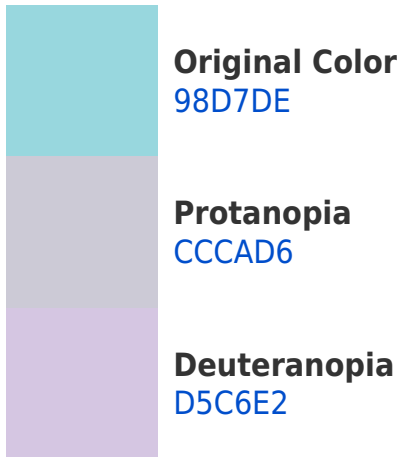 Original Color
98D7DE
Protanopia
CCCAD6
Deuteranopia
D5C6E2